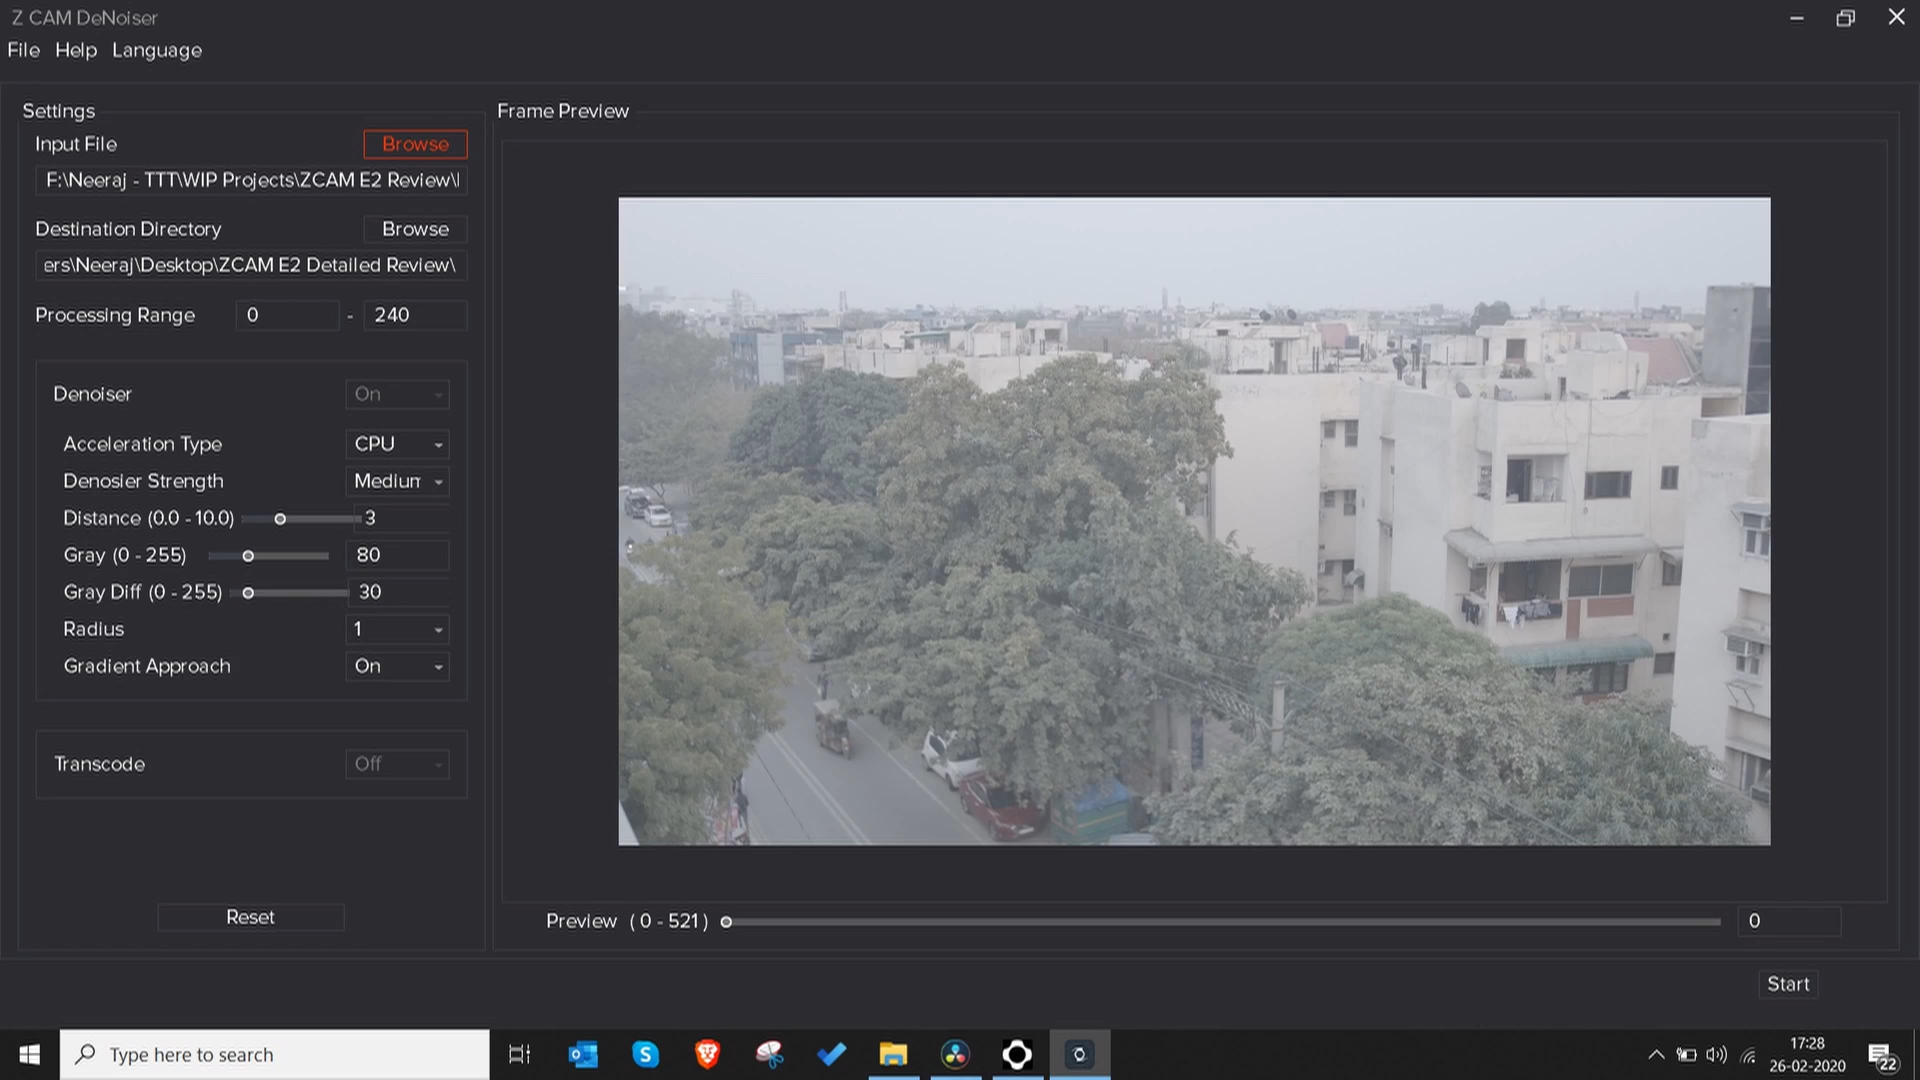 Z CAM DeNoiser
File Help Language
Settings
Input File
Browse
F:\Neeraj - TTT\WIP Projects\ZCAM E2 Review\
Destination Directory
Browse
ers\Neeraj\Desktop\ZCAM E2 Detailed Review\
Processing Range 0 - 240
Denoiser On
Acceleration Type CPU
Denosier Strength Medium
Distance (0.0 - 10.0) 3
Gray (0 - 255) 80
Gray Diff (0 - 255) 30
Radius 1
Gradient Approach On
Transcode Off
Reset
Frame Preview
Preview ( 0 - 521 ) 0
Start
Type here to search
17:28
26-02-2020
22